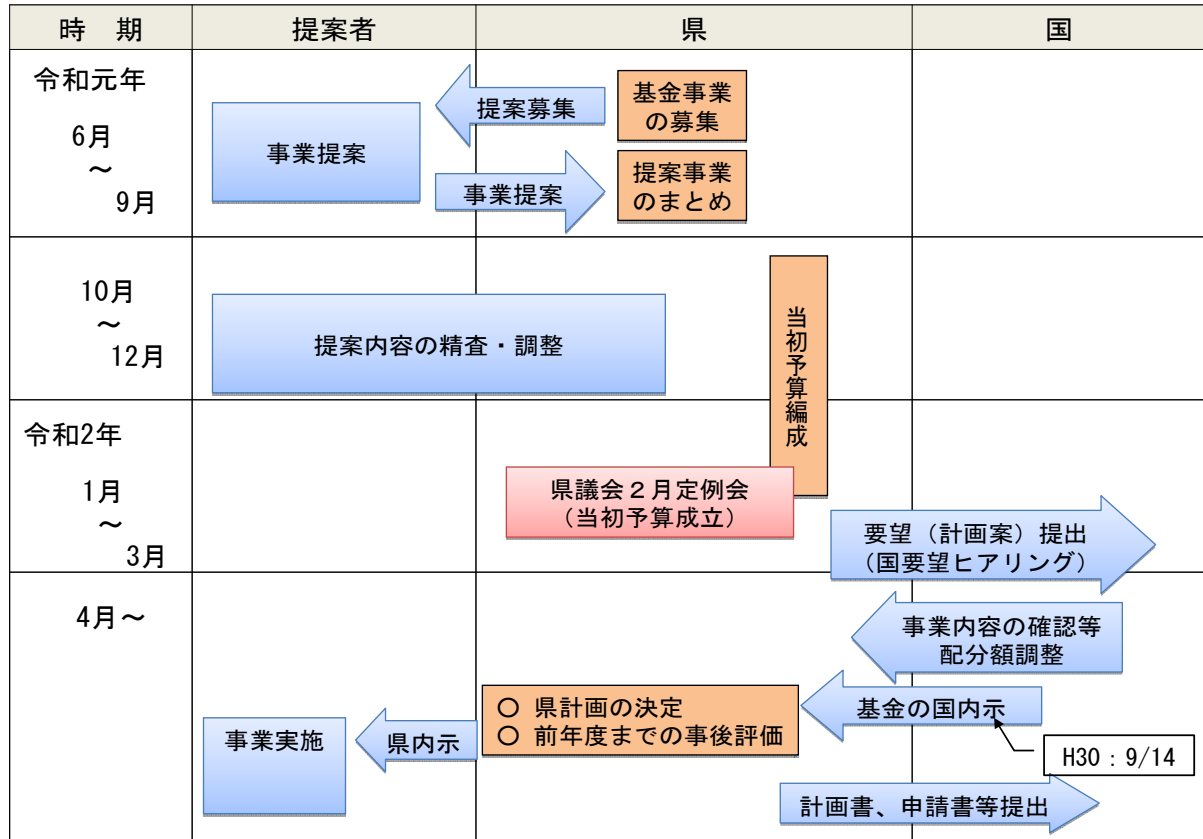 時　期
提案者
県
国
令和元年
6月
～
9月
事業提案
提案募集
基金事業
の募集
事業提案
提案事業
のまとめ
10月
～
12月
提案内容の精査・調整
当初予算編成
令和2年
1月
～
3月
県議会２月定例会
（当初予算成立）
要望（計画案）提出
（国要望ヒアリング）
4月～
事業内容の確認等
配分額調整
基金の国内示
H30：9/14
○ 県計画の決定
○ 前年度までの事後評価
県内示
事業実施
計画書、申請書等提出